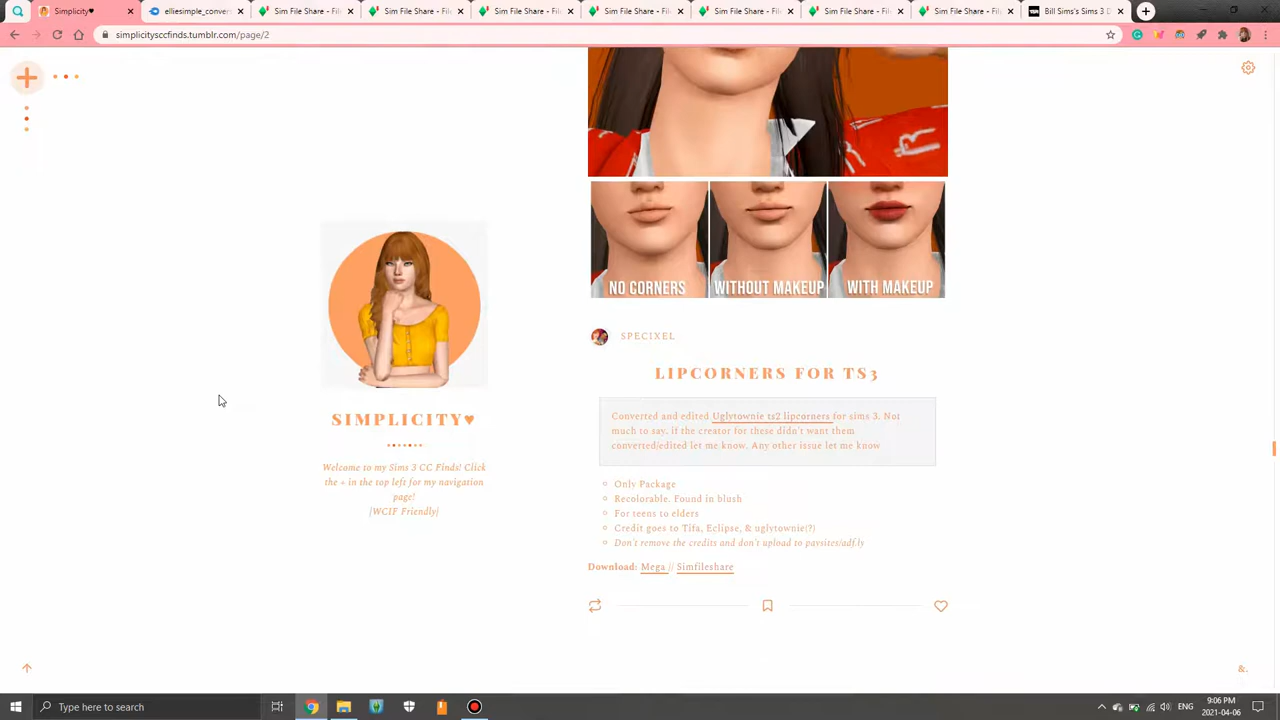 Simplicity♥
elliesimple_conver
Sim File Share - Fil
Sim File Share - Fil
Sim File Share - Fil
Sim File Share - Fil
Sim File Share - Fil
Sim File Share - Fil
Sim File Share - Fil
TSR
Bill Sims's Sims 3 D
simplicityccfinds.tumblr.com/page/2
R
NO CORNERS
WITHOUT MAKEUP
WITH MAKEUP
SPECIXEL
LIPCORNERS FOR TS3
Converted and edited Uglytownie ts2 lipcorners for sims 3. Not
much to say. if the creator for these didn't want them
converted/edited let me know. Any other issue let me know
Only Package
Recolorable. Found in blush
For teens to elders
Credit goes to Tifa, Eclipse, & uglytownie(?)
Don't remove the credits and don't upload to paysites/adf.ly
Download: Mega // Simfileshare
SIMPLICITY♥
Welcome to my Sims 3 CC Finds! Click
the + in the top left for my navigation
page!
[WCIF Friendly]
&.
Type here to search
ENG
9:06 PM
2021-04-06